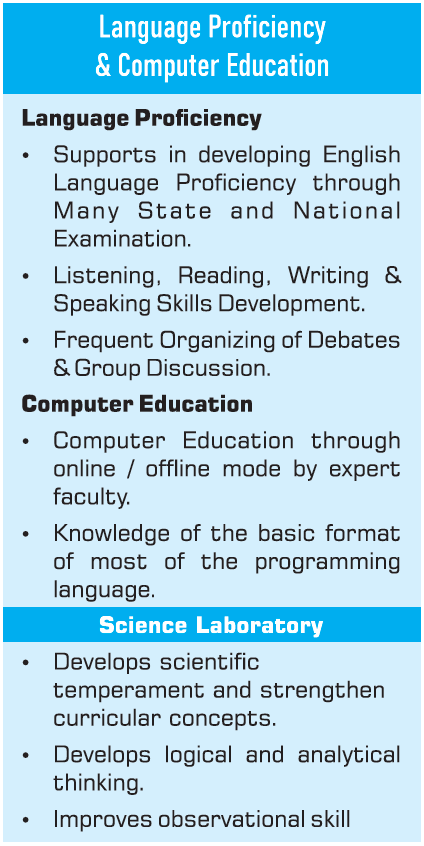 Language Proficiency
& Computer Education
Language Proficiency
• Supports in developing English
Language Proficiency through
Many State and National
Examination.
• Listening, Reading, Writing &
Speaking Skills Development.
• Frequent Organizing of Debates
& Group Discussion.
Computer Education
• Computer Education through
online / offline mode by expert
faculty.
• Knowledge of the basic format
of most of the programming
language.
Science Laboratory
• Develops scientific
temperament and strengthen
curricular concepts.
• Develops logical and analytical
thinking.
• Improves observational skill